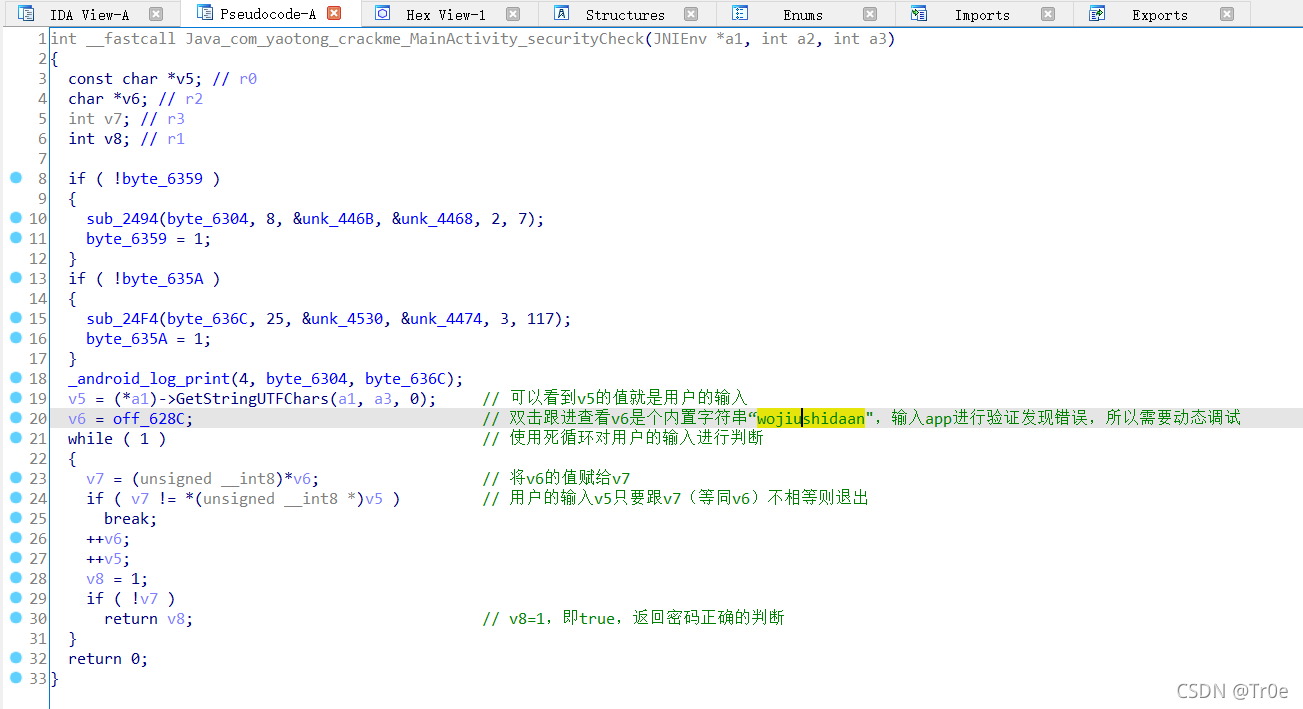 IDA View-A Pseudocode-A Hex View-1 Structures Enums Imports Exports
1 int __fastcall Java_com_yaotong_crackme_MainActivity_securityCheck(JNIEnv *a1, int a2, int a3)
2 {
3 const char *v5; // r0
4 char *v6; // r2
5 int v7; // r3
6 int v8; // r1
7
8 if ( !byte_6359 )
9 {
10 sub_2494(byte_6304, 8, &unk_446B, &unk_4468, 2, 7);
11 byte_6359 = 1;
12 }
13 if ( !byte_635A )
14 {
15 sub_24F4(byte_636C, 25, &unk_4530, &unk_4474, 3, 117);
16 byte_635A = 1;
17 }
18 _android_log_print(4, byte_6304, byte_636C);
19 v5 = (*a1)->GetStringUTFChars(a1, a3, 0); // 可以看到v5的值就是用户的输入
20 v6 = off_628C; // 双击跟进查看v6是个内置字符串“wojiushidaan"，输入app进行验证发现错误，所以需要动态调试
21 while ( 1 ) // 使用死循环对用户的输入进行判断
22 {
23 v7 = (unsigned __int8)*v6; // 将v6的值赋给v7
24 if ( v7 != *(unsigned __int8 *)v5 ) // 用户的输入v5只要跟v7（等同v6）不相等则退出
25 break;
26 ++v6;
27 ++v5;
28 v8 = 1;
29 if ( !v7 )
30 return v8; // v8=1，即true，返回密码正确的判断
31 }
32 return 0;
33 }
CSDN @Tr0e